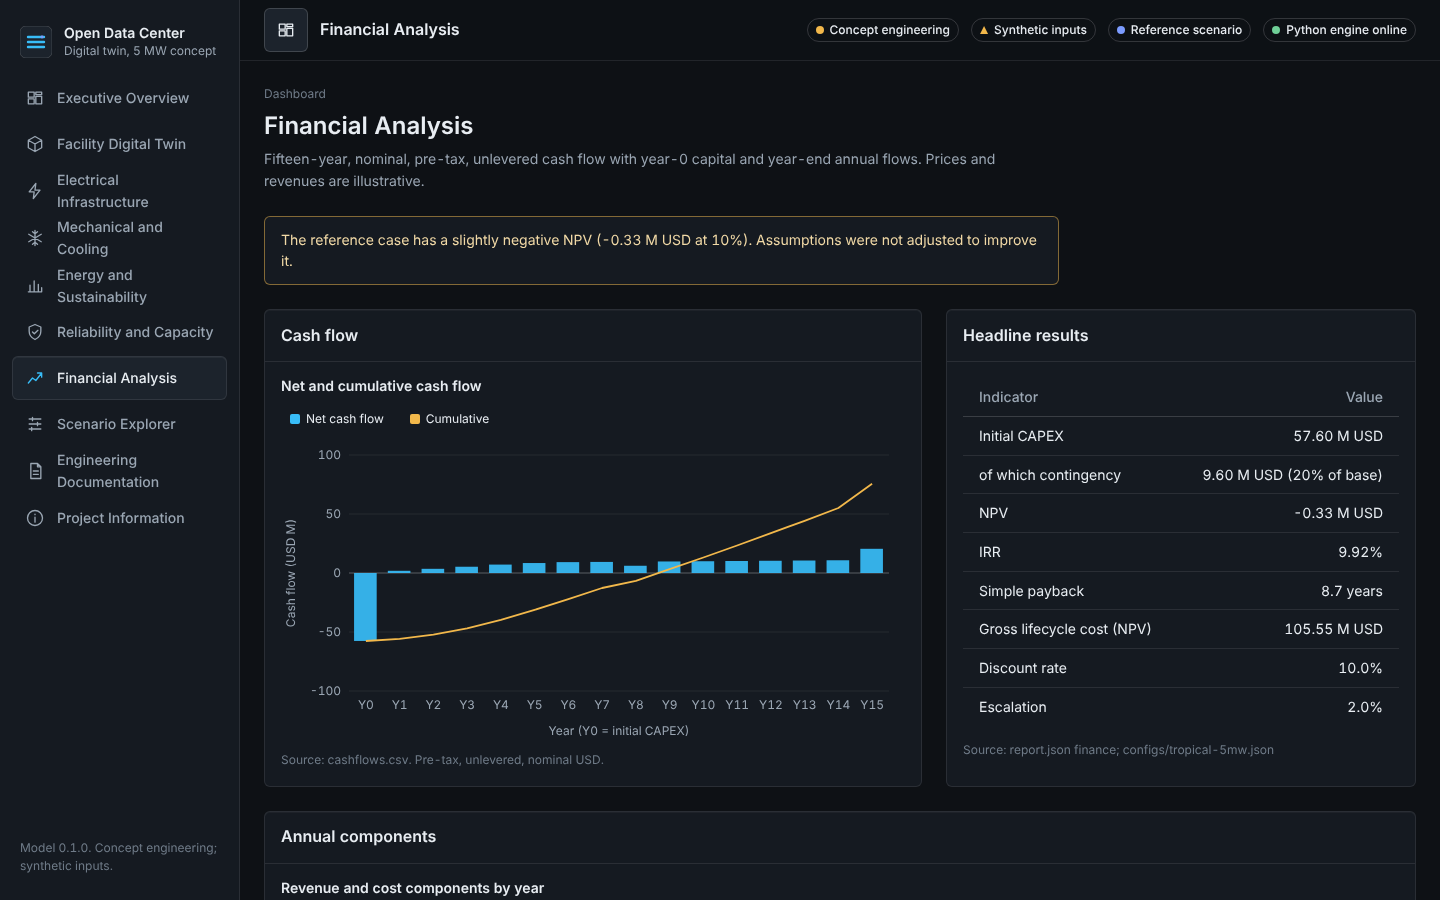 Open Data Center
Digital twin, 5 MW concept
Executive Overview
Facility Digital Twin
Electrical
Infrastructure
Mechanical and
Cooling
Energy and
Sustainability
Reliability and Capacity
Financial Analysis
Scenario Explorer
Engineering
Documentation
Project Information
Model 0.1.0. Concept engineering;
synthetic inputs.
Financial Analysis
Concept engineering
Synthetic inputs
Reference scenario
Python engine online
Dashboard
Financial Analysis
Fifteen-year, nominal, pre-tax, unlevered cash flow with year-0 capital and year-end annual flows. Prices and
revenues are illustrative.
The reference case has a slightly negative NPV (-0.33 M USD at 10%). Assumptions were not adjusted to improve
it.
Cash flow
Net and cumulative cash flow
Net cash flow Cumulative
100
50
0
-50
-100
Cash flow (USD M)
Y0 Y1 Y2 Y3 Y4 Y5 Y6 Y7 Y8 Y9 Y10 Y11 Y12 Y13 Y14 Y15
Year (Y0 = initial CAPEX)
Source: cashflows.csv. Pre-tax, unlevered, nominal USD.
Headline results
Indicator Value
Initial CAPEX 57.60 M USD
of which contingency 9.60 M USD (20% of base)
NPV -0.33 M USD
IRR 9.92%
Simple payback 8.7 years
Gross lifecycle cost (NPV) 105.55 M USD
Discount rate 10.0%
Escalation 2.0%
Source: report.json finance; configs/tropical-5mw.json
Annual components
Revenue and cost components by year